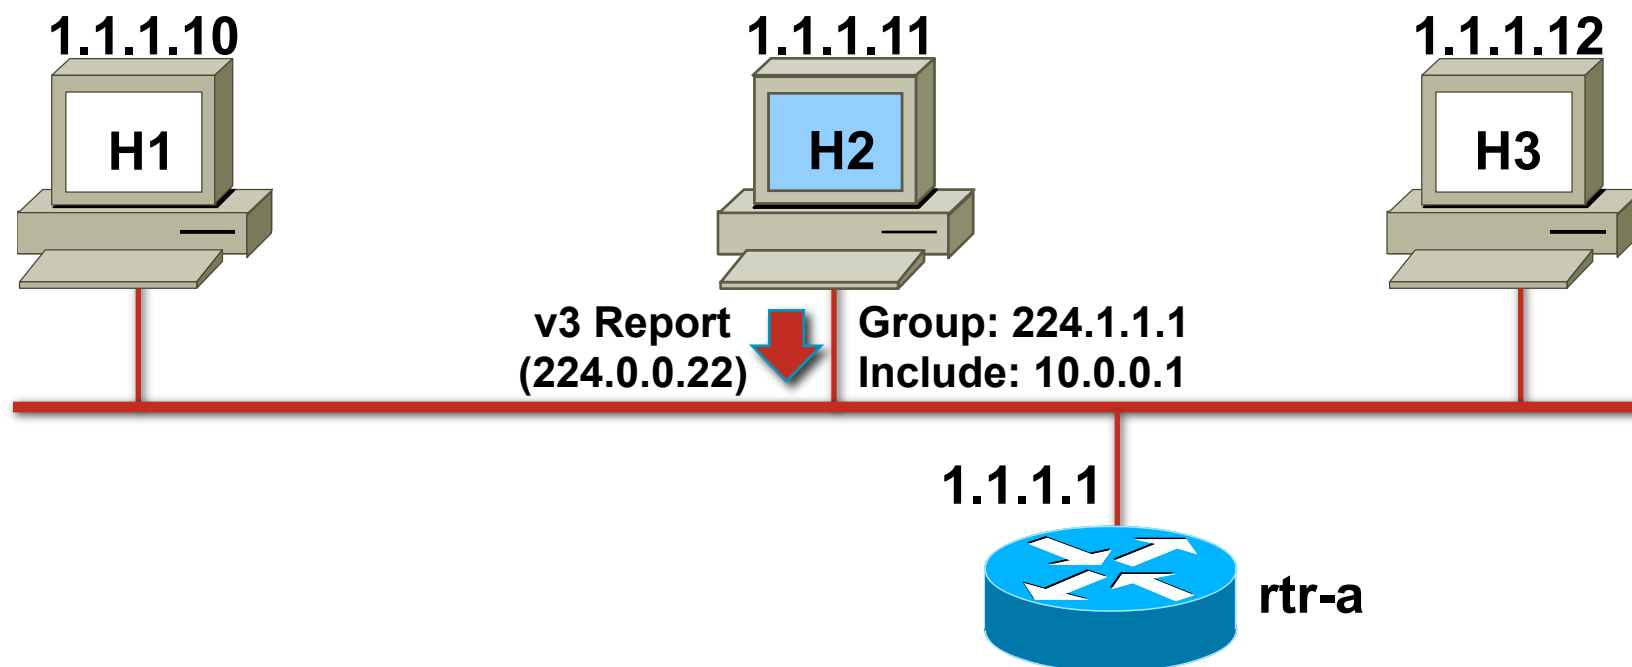 1.1.1.10
1.1.1.11
1.1.1.12
H1
H2
H3
v3 Report
(224.0.0.22)
Group: 224.1.1.1
Include: 10.0.0.1
1.1.1.1
rtr-a